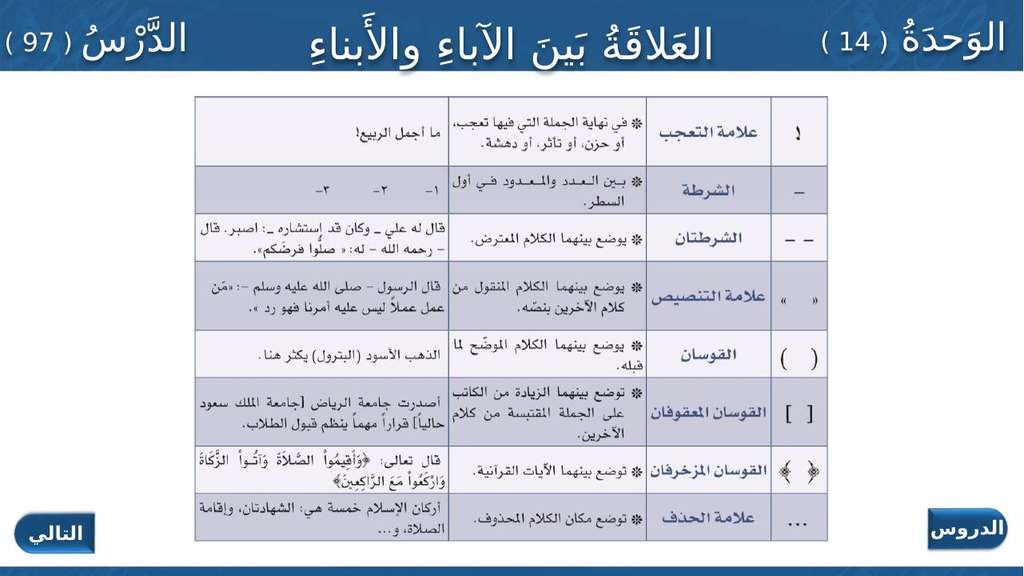 الوَحدَةُ ( 14 )
العَلاقَةُ بَينَ الآباءِ والأَبناءِ
الدَّرْسُ ( 97 )
!
علامة التعجب
❊ في نهاية الجملة التي فيها تعجب،
أو حزن، أو تأثر، أو دهشة.
ما أجمل الربيع!
–
الشرطة
❊ بين العدد والمعدود في أول
السطر.
١- ٢- ٣-
– –
الشرطتان
❊ يوضع بينهما الكلام المعترض.
قال له علي ــ وكان قد إستشاره ــ: اصبر. قال
– رحمه الله – له: « صلُّوا فرضَكم».
« »
علامة التنصيص
❊ يوضع بينهما الكلام المنقول من
كلام الآخرين بنصّه.
قال الرسول – صلى الله عليه وسلم –: «مَن
عمل عملاً ليس عليه أمرنا فهو رد ».
( )
القوسان
❊ يوضع بينهما الكلام الموضّح لما
قبله.
الذهب الأسود (البترول) يكثر هنا.
[ ]
القوسان المعقوفان
❊ توضع بينهما الزيادة من الكاتب
على الجملة المقتبسة من كلام
الآخرين.
أصدرت جامعة الرياض [جامعة الملك سعود
حالياً] قراراً مهماً ينظم قبول الطلاب.
﴿ ﴾
القوسان المزخرفان
❊ توضع بينهما الآيات القرآنية.
قال تعالى: ﴿وَأَقِيمُواْ الصَّلاَةَ وَآتُواْ الزَّكَاةَ
وَارْكَعُواْ مَعَ الرَّاكِعِينَ﴾
...
علامة الحذف
❊ توضع مكان الكلام المحذوف.
أركان الإسلام خمسة هي: الشهادتان، وإقامة
الصلاة، و...
الدروس
التالي